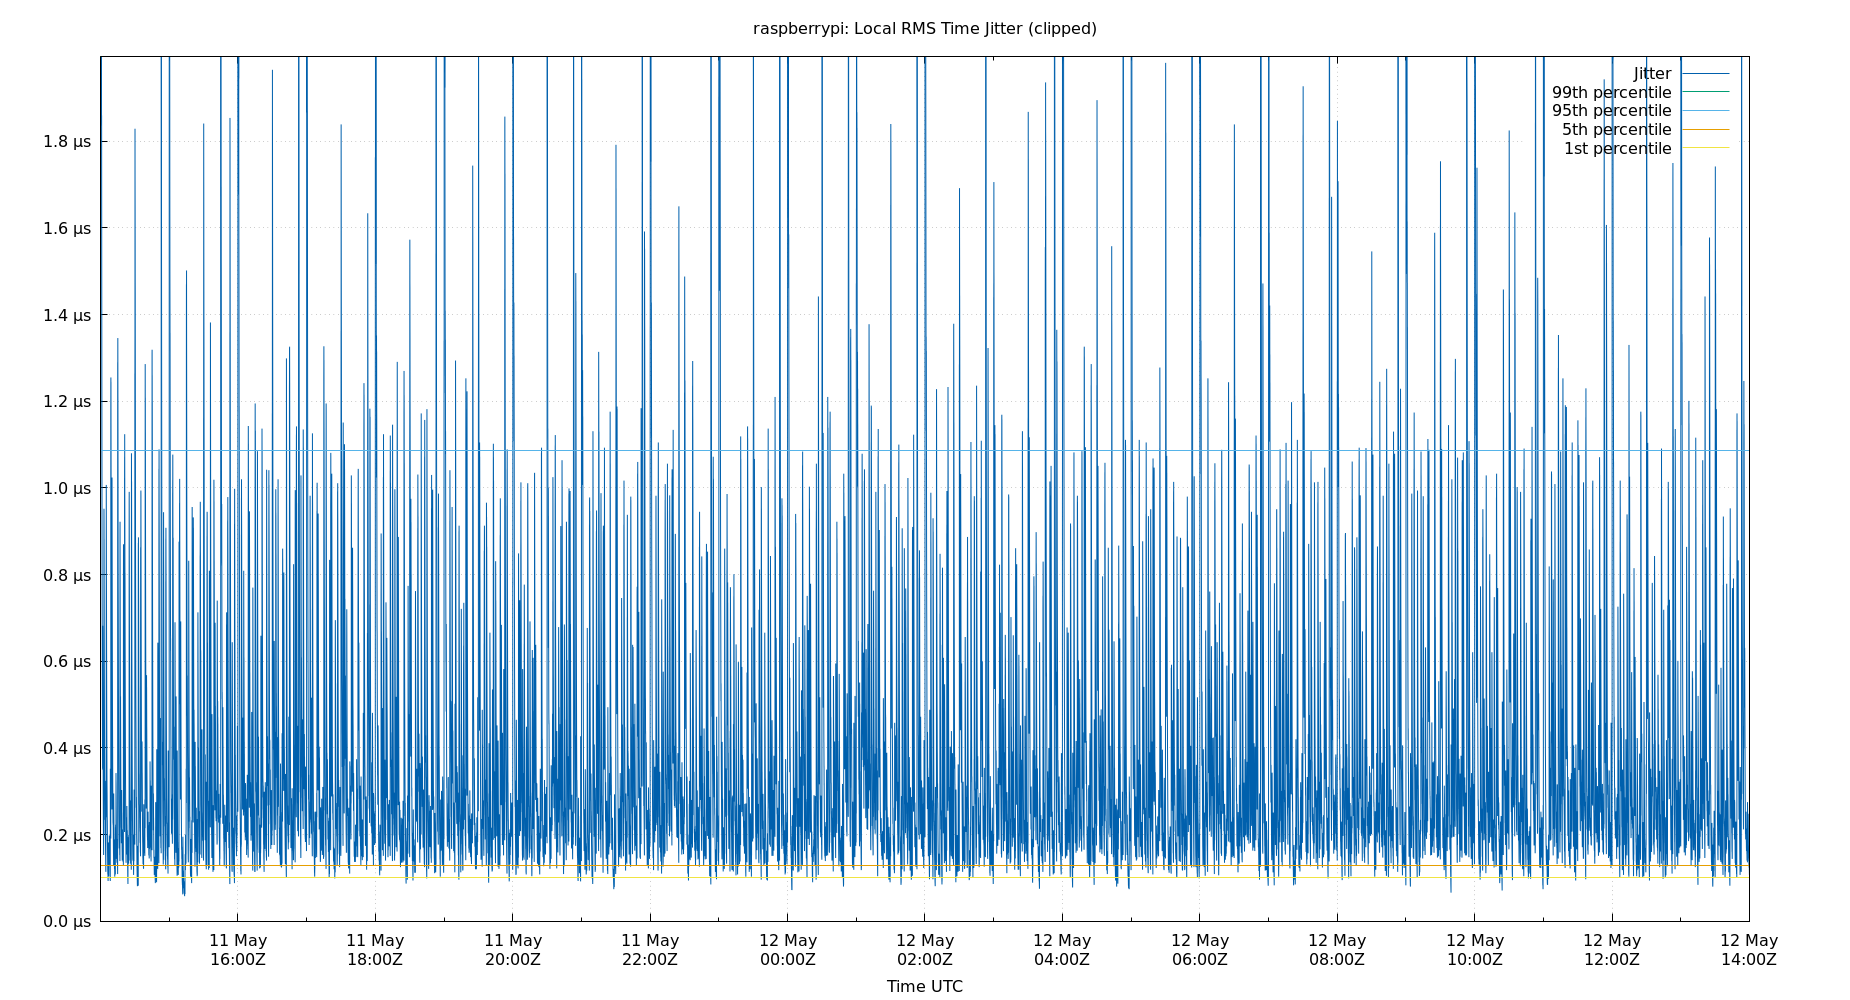 raspberrypi: Local RMS Time Jitter (clipped)
Jitter
99th percentile
95th percentile
5th percentile
1st percentile
1.8 µs
1.6 µs
1.4 µs
1.2 µs
1.0 µs
0.8 µs
0.6 µs
0.4 µs
0.2 µs
0.0 µs
11 May 11 May 11 May 11 May 12 May 12 May 12 May 12 May 12 May 12 May 12 May 12 May
16:00Z 18:00Z 20:00Z 22:00Z 00:00Z 02:00Z 04:00Z 06:00Z 08:00Z 10:00Z 12:00Z 14:00Z
Time UTC